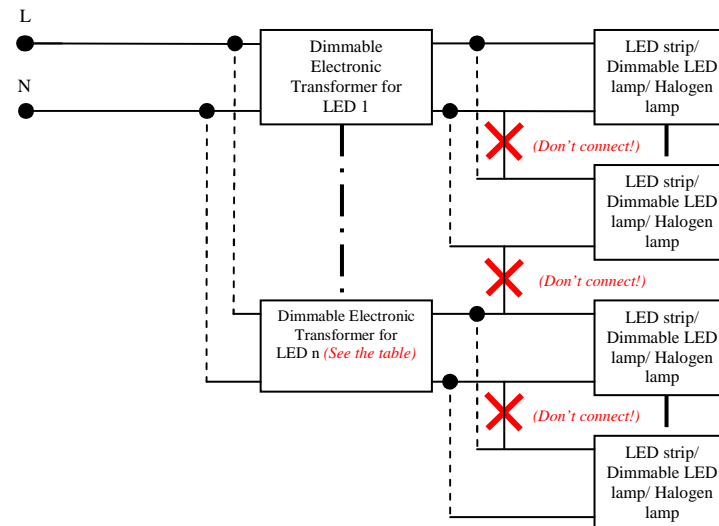 L
N
Dimmable
Electronic
Transformer for
LED 1
LED strip/
Dimmable LED
lamp/ Halogen
lamp
(Don't connect!)
LED strip/
Dimmable LED
lamp/ Halogen
lamp
(Don't connect!)
Dimmable Electronic
Transformer for
LED n (See the table)
LED strip/
Dimmable LED
lamp/ Halogen
lamp
(Don't connect!)
LED strip/
Dimmable LED
lamp/ Halogen
lamp